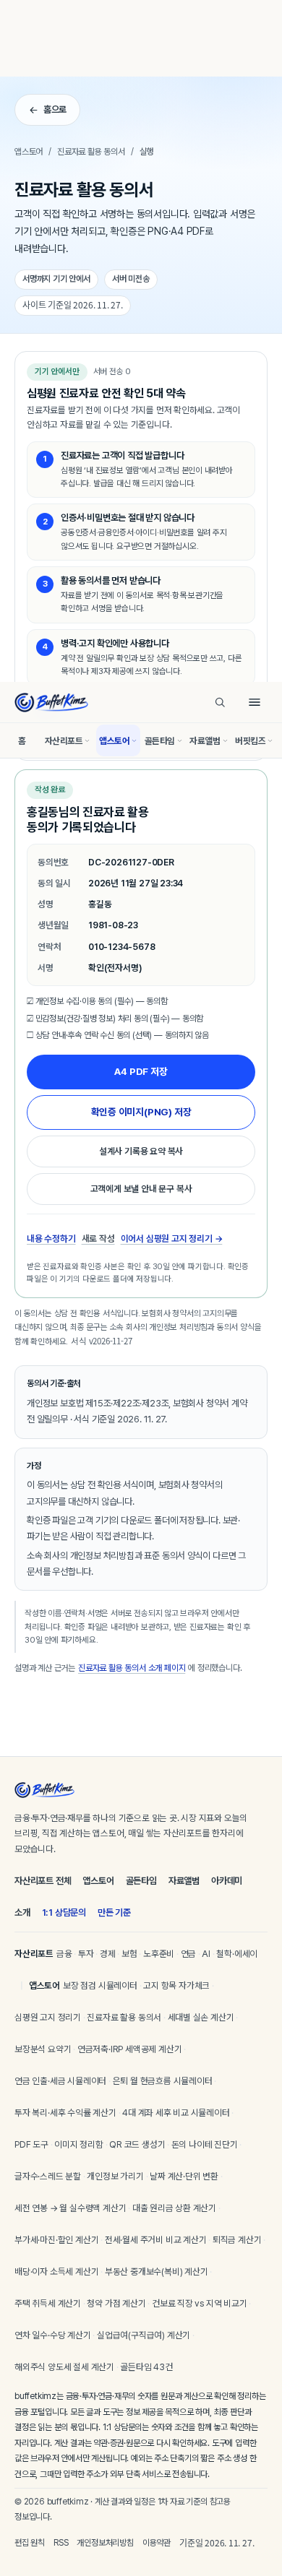 ← 홈으로
앱스토어 / 진료자료 활용 동의서 / 실행
진료자료 활용 동의서
고객이 직접 확인하고 서명하는 동의서입니다. 입력값과 서명은
기기 안에서만 처리되고, 확인증은 PNG·A4 PDF로
내려받습니다.
서명까지 기기 안에서 서버 미전송
사이트 기준일 2026. 11. 27.
기기 안에서만 서버 전송 0
심평원 진료자료 안전 확인 5대 약속
진료자료를 받기 전에 이 다섯 가지를 먼저 확인하세요. 고객이
안심하고 자료를 맡길 수 있는 기준입니다.
1 진료자료는 고객이 직접 발급합니다
심평원 '내 진료정보 열람'에서 고객님 본인이 내려받아
주십니다. 발급을 대신 해 드리지 않습니다.
2 인증서·비밀번호는 절대 받지 않습니다
공동인증서·금융인증서·아이디·비밀번호를 알려 주지
않으셔도 됩니다. 요구받으면 거절하십시오.
3 활용 동의서를 먼저 받습니다
자료를 받기 전에 이 동의서로 목적·항목·보관기간을
확인하고 서명을 받습니다.
4 병력·고지 확인에만 사용합니다
계약 전 알릴의무 확인과 보장 상담 목적으로만 쓰고, 다른
목적이나 제3자 제공에 쓰지 않습니다.
BuffetKimz
홈 자산리포트 앱스토어 골든타임 자료앨범 버핏킴즈
작성 완료
홍길동님의 진료자료 활용
동의가 기록되었습니다
동의번호 DC-20261127-0DER
동의 일시 2026년 11월 27일 23:34
성명 홍길동
생년월일 1981-08-23
연락처 010-1234-5678
서명 확인(전자서명)
☑ 개인정보 수집·이용 동의 (필수) — 동의함
☑ 민감정보(건강·질병 정보) 처리 동의 (필수) — 동의함
☐ 상담 안내·후속 연락 수신 동의 (선택) — 동의하지 않음
A4 PDF 저장
확인증 이미지(PNG) 저장
설계사 기록용 요약 복사
고객에게 보낼 안내 문구 복사
내용 수정하기 새로 작성 이어서 심평원 고지 정리기 →
받은 진료자료와 확인증 사본은 확인 후 30일 안에 파기합니다. 확인증
파일은 이 기기의 다운로드 폴더에 저장됩니다.
이 동의서는 상담 전 확인용 서식입니다. 보험회사 청약서의 고지의무를
대신하지 않으며, 최종 문구는 소속 회사의 개인정보 처리방침과 동의서 양식을
함께 확인하세요. 서식 v2026-11-27
동의서 기준·출처
개인정보 보호법 제15조·제22조·제23조, 보험회사 청약서 계약
전 알릴의무 · 서식 기준일 2026. 11. 27.
가정
이 동의서는 상담 전 확인용 서식이며, 보험회사 청약서의
고지의무를 대신하지 않습니다.
확인증 파일은 고객 기기의 다운로드 폴더에 저장됩니다. 보관·
파기는 받은 사람이 직접 관리합니다.
소속 회사의 개인정보 처리방침과 표준 동의서 양식이 다르면 그
문서를 우선합니다.
작성한 이름·연락처·서명은 서버로 전송되지 않고 브라우저 안에서만
처리됩니다. 확인증 파일은 내려받아 보관하고, 받은 진료자료는 확인 후
30일 안에 파기하세요.
설명과 계산 근거는 진료자료 활용 동의서 소개 페이지에 정리했습니다.
BuffetKimz
금융·투자·연금·재무를 하나의 기준으로 읽는 곳. 시장 지표와 오늘의
브리핑, 직접 계산하는 앱스토어, 매일 쌓는 자산리포트를 한자리에
모았습니다.
자산리포트 전체 앱스토어 골든타임 자료앨범 아카데미
소개 1:1 상담문의 만든 기준
자산리포트 금융 투자 경제 보험 노후준비 연금 AI 철학·에세이
앱스토어 보장 점검 시뮬레이터 고지 항목 자가체크
심평원 고지 정리기 진료자료 활용 동의서 세대별 실손 계산기
보장분석 요약기 연금저축·IRP 세액공제 계산기
연금 인출·세금 시뮬레이터 은퇴 월 현금흐름 시뮬레이터
투자 복리·세후 수익률 계산기 4대 계좌 세후 비교 시뮬레이터
PDF 도구 이미지 정리함 QR 코드 생성기 돈의 나이테 진단기
글자수·스레드 분할 개인정보 가리기 날짜 계산·단위 변환
세전 연봉 → 월 실수령액 계산기 대출 원리금 상환 계산기
부가세·마진·할인 계산기 전세·월세 주거비 비교 계산기 퇴직금 계산기
배당·이자 소득세 계산기 부동산 중개보수(복비) 계산기
주택 취득세 계산기 청약 가점 계산기 건보료 직장 vs 지역 비교기
연차 일수·수당 계산기 실업급여(구직급여) 계산기
해외주식 양도세 절세 계산기 골든타임 43건
buffetkimz는 금융·투자·연금·재무의 숫자를 원문과 계산으로 확인해 정리하는
금융 포털입니다. 모든 글과 도구는 정보 제공을 목적으로 하며, 최종 판단과
결정은 읽는 분의 몫입니다. 1:1 상담문의는 숫자와 조건을 함께 놓고 확인하는
자리입니다. 계산 결과는 약관·증권·원문으로 다시 확인하세요. 도구에 입력한
값은 브라우저 안에서만 계산됩니다. 예외는 주소 단축기의 짧은 주소 생성 한
건으로, 그때만 입력한 주소가 외부 단축 서비스로 전송됩니다.
© 2026 buffetkimz · 계산 결과와 일정은 1차 자료 기준의 참고용
정보입니다.
편집 원칙 RSS 개인정보처리방침 이용약관 기준일 2026. 11. 27.